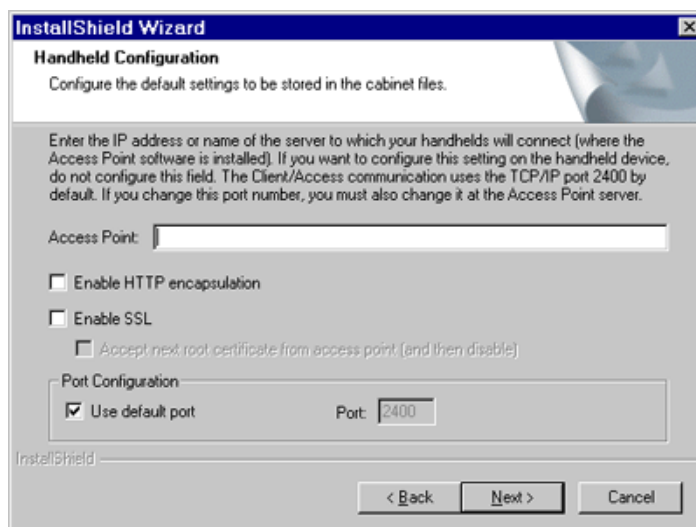 InstallShield Wizard
Handheld Configuration
Configure the default settings to be stored in the cabinet files.
Enter the IP address or name of the server to which your handhelds will connect (where the
Access Point software is installed). If you want to configure this setting on the handheld device,
do not configure this field. The Client/Access communication uses the TCP/IP port 2400 by
default. If you change this port number, you must also change it at the Access Point server.
Access Point:
Enable HTTP encapsulation
Enable SSL
Accept next root certificate from access point (and then disable)
Port Configuration
Use default port Port: 2400
InstallShield
< Back Next > Cancel